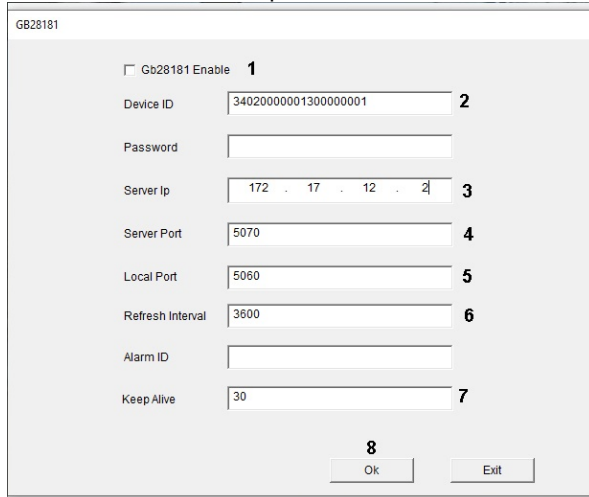 GB28181
Gb28181 Enable 1
Device ID 34020000001300000001 2
Password
Server Ip 172 . 17 . 12 . 2 3
Server Port 5070 4
Local Port 5060 5
Refresh Interval 3600 6
Alarm ID
Keep Alive 30 7
8
Ok Exit